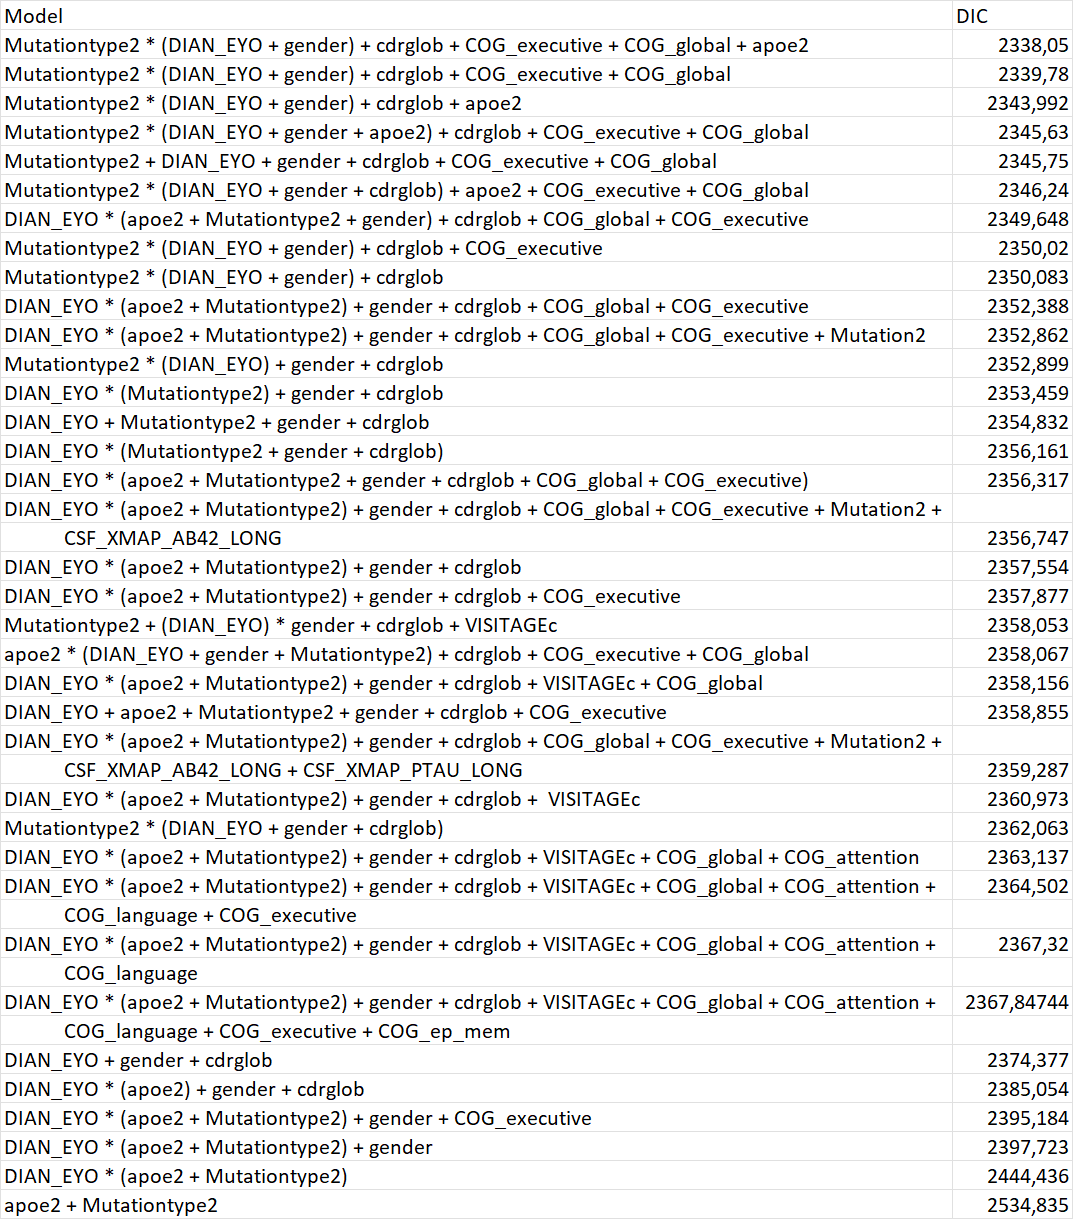 Model DIC
Mutationtype2 * (DIAN_EYO + gender) + cdrglob + COG_executive + COG_global + apoe2 2338,05
Mutationtype2 * (DIAN_EYO + gender) + cdrglob + COG_executive + COG_global 2339,78
Mutationtype2 * (DIAN_EYO + gender) + cdrglob + apoe2 2343,992
Mutationtype2 * (DIAN_EYO + gender + apoe2) + cdrglob + COG_executive + COG_global 2345,63
Mutationtype2 + DIAN_EYO + gender + cdrglob + COG_executive + COG_global 2345,75
Mutationtype2 * (DIAN_EYO + gender + cdrglob) + apoe2 + COG_executive + COG_global 2346,24
DIAN_EYO * (apoe2 + Mutationtype2 + gender) + cdrglob + COG_global + COG_executive 2349,648
Mutationtype2 * (DIAN_EYO + gender) + cdrglob + COG_executive 2350,02
Mutationtype2 * (DIAN_EYO + gender) + cdrglob 2350,083
DIAN_EYO * (apoe2 + Mutationtype2) + gender + cdrglob + COG_global + COG_executive 2352,388
DIAN_EYO * (apoe2 + Mutationtype2) + gender + cdrglob + COG_global + COG_executive + Mutation2 2352,862
Mutationtype2 * (DIAN_EYO) + gender + cdrglob 2352,899
DIAN_EYO * (Mutationtype2) + gender + cdrglob 2353,459
DIAN_EYO + Mutationtype2 + gender + cdrglob 2354,832
DIAN_EYO * (Mutationtype2 + gender + cdrglob) 2356,161
DIAN_EYO * (apoe2 + Mutationtype2 + gender + cdrglob + COG_global + COG_executive) 2356,317
DIAN_EYO * (apoe2 + Mutationtype2) + gender + cdrglob + COG_global + COG_executive + Mutation2 +
CSF_XMAP_AB42_LONG 2356,747
DIAN_EYO * (apoe2 + Mutationtype2) + gender + cdrglob 2357,554
DIAN_EYO * (apoe2 + Mutationtype2) + gender + cdrglob + COG_executive 2357,877
Mutationtype2 + (DIAN_EYO) * gender + cdrglob + VISITAGEc 2358,053
apoe2 * (DIAN_EYO + gender + Mutationtype2) + cdrglob + COG_executive + COG_global 2358,067
DIAN_EYO * (apoe2 + Mutationtype2) + gender + cdrglob + VISITAGEc + COG_global 2358,156
DIAN_EYO + apoe2 + Mutationtype2 + gender + cdrglob + COG_executive 2358,855
DIAN_EYO * (apoe2 + Mutationtype2) + gender + cdrglob + COG_global + COG_executive + Mutation2 +
CSF_XMAP_AB42_LONG + CSF_XMAP_PTAU_LONG 2359,287
DIAN_EYO * (apoe2 + Mutationtype2) + gender + cdrglob + VISITAGEc 2360,973
Mutationtype2 * (DIAN_EYO + gender + cdrglob) 2362,063
DIAN_EYO * (apoe2 + Mutationtype2) + gender + cdrglob + VISITAGEc + COG_global + COG_attention 2363,137
DIAN_EYO * (apoe2 + Mutationtype2) + gender + cdrglob + VISITAGEc + COG_global + COG_attention + 2364,502
COG_language + COG_executive
DIAN_EYO * (apoe2 + Mutationtype2) + gender + cdrglob + VISITAGEc + COG_global + COG_attention + 2367,32
COG_language
DIAN_EYO * (apoe2 + Mutationtype2) + gender + cdrglob + VISITAGEc + COG_global + COG_attention + 2367,84744
COG_language + COG_executive + COG_ep_mem
DIAN_EYO + gender + cdrglob 2374,377
DIAN_EYO * (apoe2) + gender + cdrglob 2385,054
DIAN_EYO * (apoe2 + Mutationtype2) + gender + COG_executive 2395,184
DIAN_EYO * (apoe2 + Mutationtype2) + gender 2397,723
DIAN_EYO * (apoe2 + Mutationtype2) 2444,436
apoe2 + Mutationtype2 2534,835